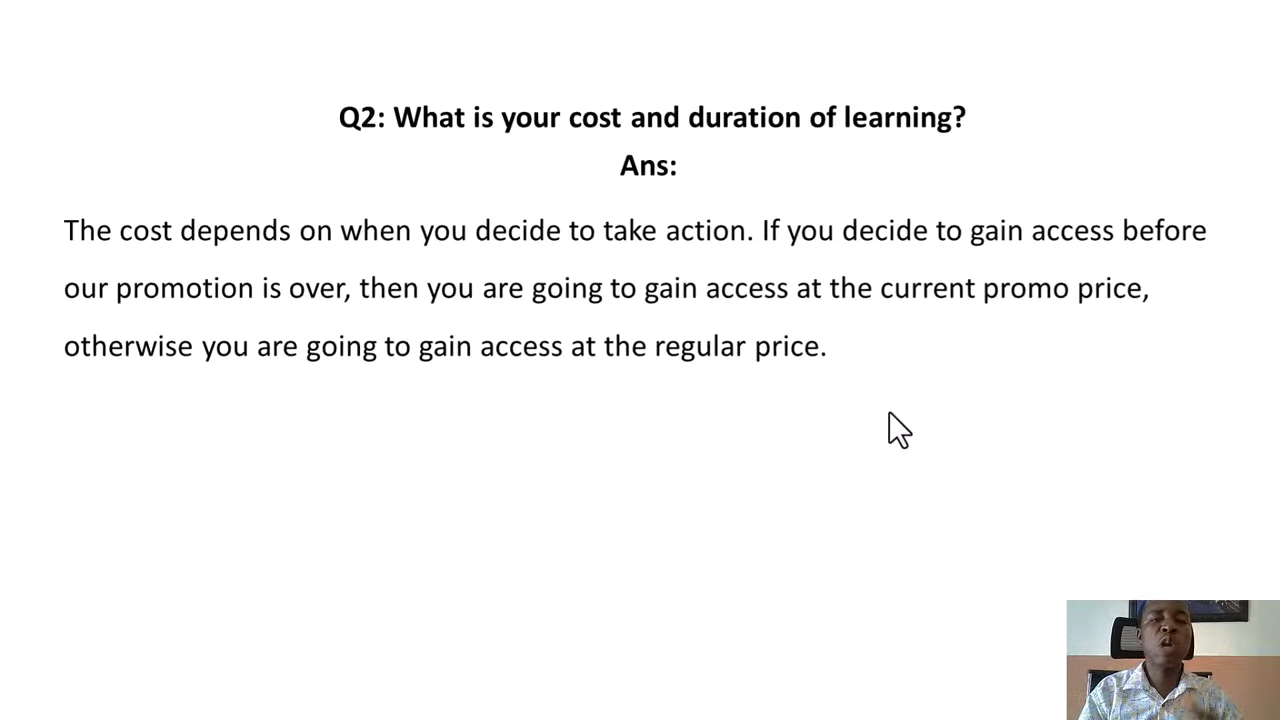 Q2: What is your cost and duration of learning?
Ans:
The cost depends on when you decide to take action. If you decide to gain access before
our promotion is over, then you are going to gain access at the current promo price,
otherwise you are going to gain access at the regular price.